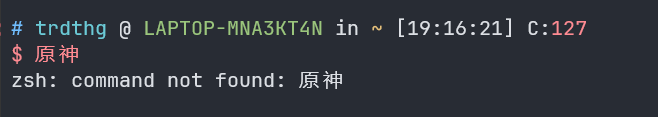 # trdthg @ LAPTOP-MNA3KT4N in ~ [19:16:21] C:127
$ 原神
zsh: command not found: 原神